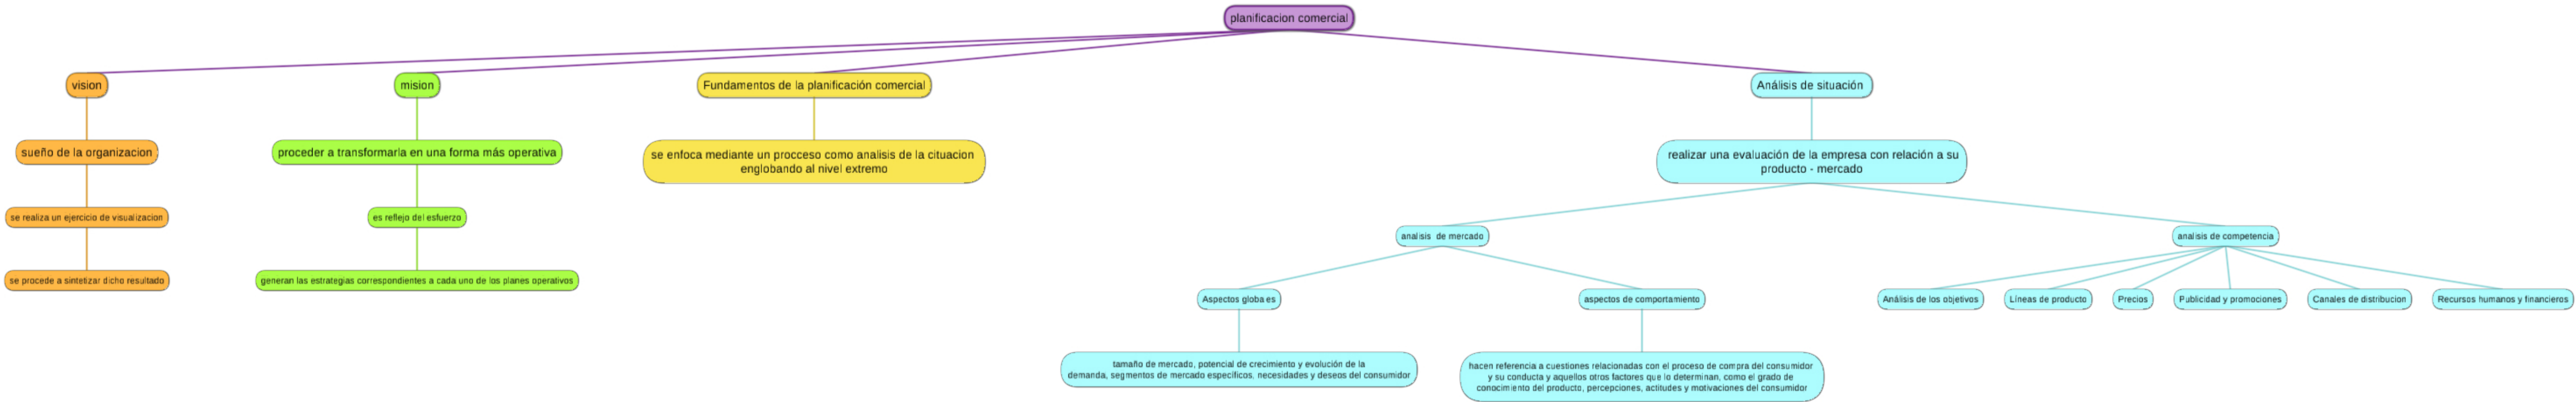 planificacion comercial
vision
mision
Fundamentos de la planificación comercial
Análisis de situación
sueño de la organizacion
proceder a transformarla en una forma más operativa
se enfoca mediante un procceso como analisis de la cituacion
englobando al nivel extremo
realizar una evaluación de la empresa con relación a su
producto - mercado
se realiza un ejercicio de visualizacion
es reflejo del esfuerzo
analisis de mercado
analisis de competencia
se procede a sintetizar dicho resultado
generan las estrategias correspondientes a cada uno de los planes operativos
Aspectos globa es
aspectos de comportamiento
Análisis de los objetivos
Líneas de producto
Precios
Publicidad y promociones
Canales de distribucion
Recursos humanos y financieros
tamaño de mercado, potencial de crecimiento y evolución de la
demanda, segmentos de mercado específicos, necesidades y deseos del consumidor
hacen referencia a cuestiones relacionadas con el proceso de compra del consumidor
y su conducta y aquellos otros factores que lo determinan, como el grado de
conocimiento del producto, percepciones, actitudes y motivaciones del consumidor